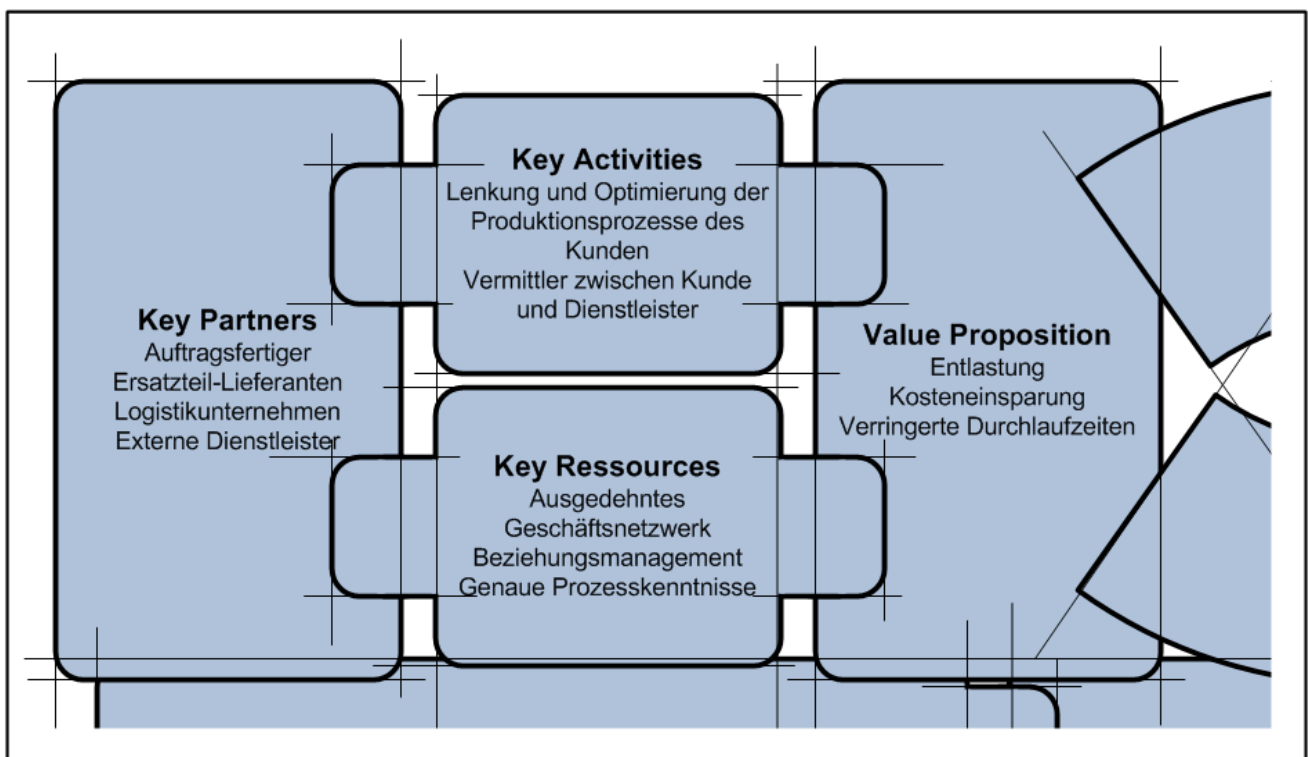 Key Partners
Auftragsfertiger
Ersatzteil-Lieferanten
Logistikunternehmen
Externe Dienstleister
Key Activities
Lenkung und Optimierung der
Produktionsprozesse des
Kunden
Vermittler zwischen Kunde
und Dienstleister
Key Ressources
Ausgedehntes
Geschäftsnetzwerk
Beziehungsmanagement
Genaue Prozesskenntnisse
Value Proposition
Entlastung
Kosteneinsparung
Verringerte Durchlaufzeiten